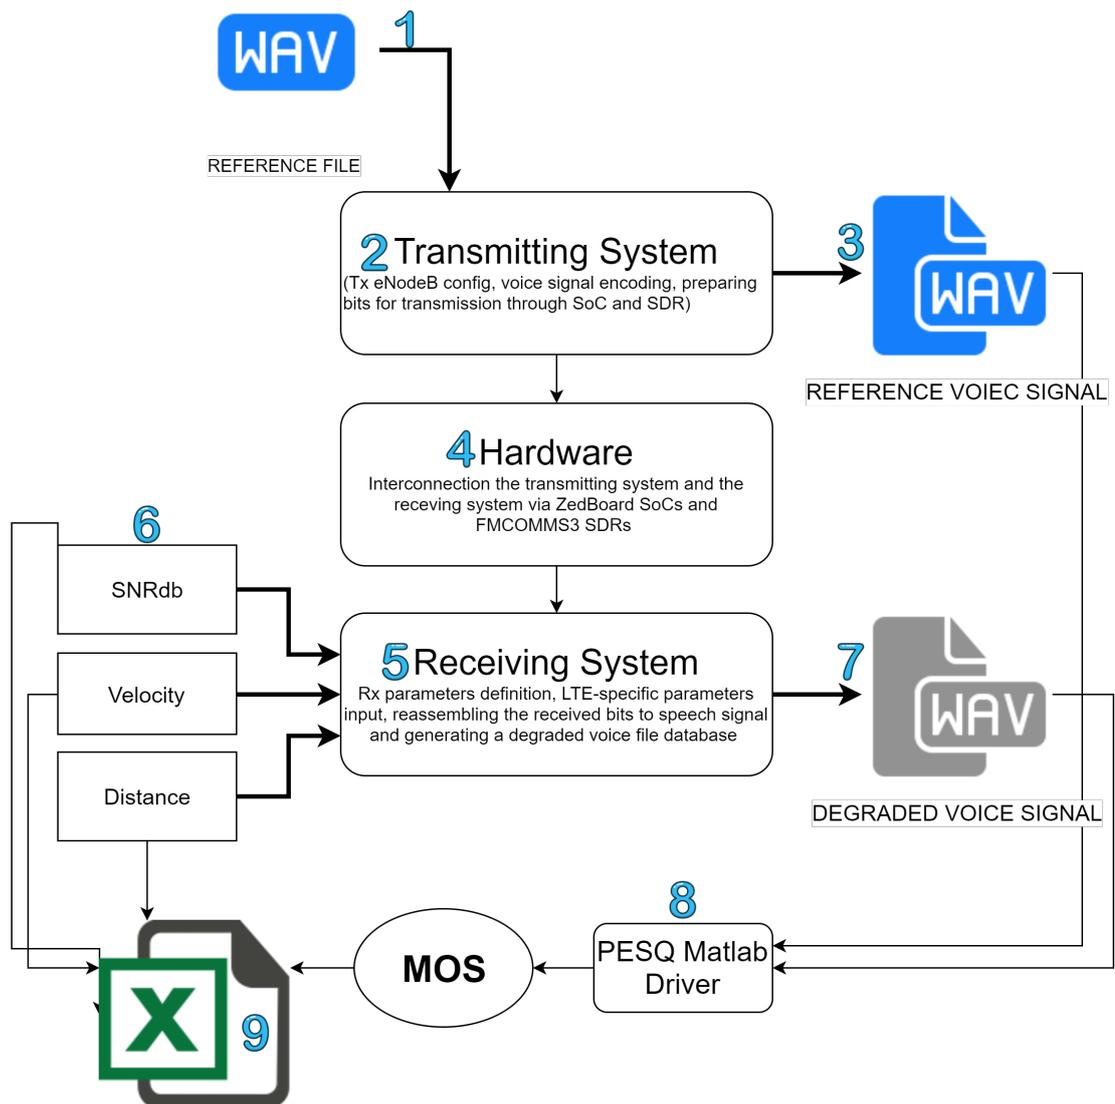 WAV
1
REFERENCE FILE
2 Transmitting System
(Tx eNodeB config, voice signal encoding, preparing
bits for transmission through SoC and SDR)
3
WAV
REFERENCE VOIEC SIGNAL
4 Hardware
Interconnection the transmitting system and the
receving system via ZedBoard SoCs and
FMCOMMS3 SDRs
6
SNRdb
Velocity
Distance
5 Receiving System
Rx parameters definition, LTE-specific parameters
input, reassembling the received bits to speech signal
and generating a degraded voice file database
7
WAV
DEGRADED VOICE SIGNAL
8
PESQ Matlab
Driver
MOS
X
9